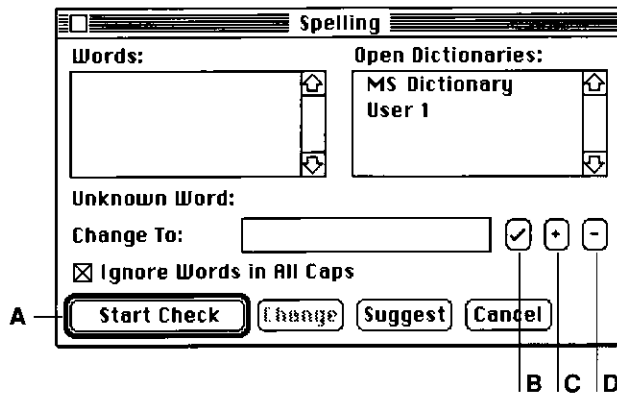 Spelling
Words:
Open Dictionaries:
MS Dictionary
User 1
Unknown Word:
Change To:
✓ + -
☒ Ignore Words in All Caps
A
Start Check Change Suggest Cancel
B C D